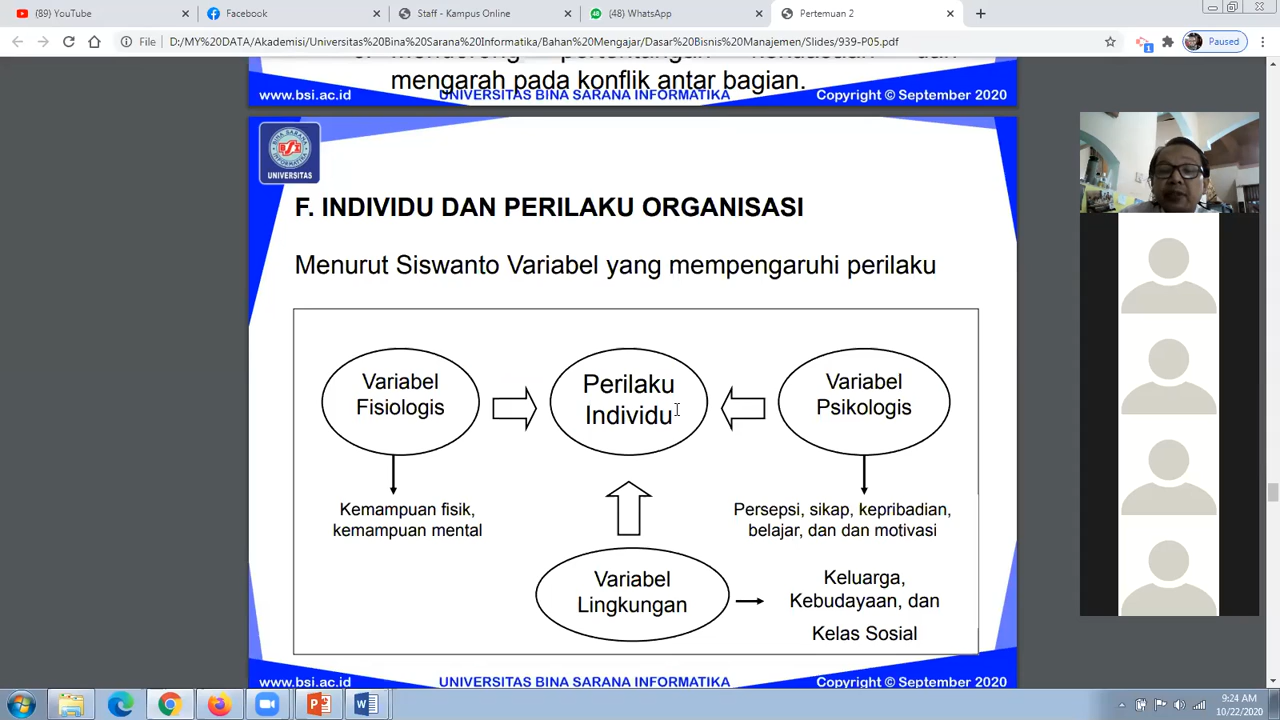 (89) YouTube
Facebook
Staff - Kampus Online
(48) WhatsApp
Pertemuan 2
File
D:/MY%20DATA/Akademisi/Universitas%20Bina%20Sarana%20Informatika/Bahan%20Mengajar/Dasar%20Bisnis%20Manajemen/Slides/939-P05.pdf
1
Paused
mengarah pada konflik antar bagian.
www.bsi.ac.id
UNIVERSITAS BINA SARANA INFORMATIKA
Copyright © September 2020
BSI
UNIVERSITAS
F. INDIVIDU DAN PERILAKU ORGANISASI
Menurut Siswanto Variabel yang mempengaruhi perilaku
Variabel
Fisiologis
Perilaku
Individu
Variabel
Psikologis
Kemampuan fisik,
kemampuan mental
Persepsi, sikap, kepribadian,
belajar, dan dan motivasi
Variabel
Lingkungan
Keluarga,
Kebudayaan, dan
Kelas Sosial
www.bsi.ac.id
UNIVERSITAS BINA SARANA INFORMATIKA
Copyright © September 2020
9:24 AM
10/22/2020